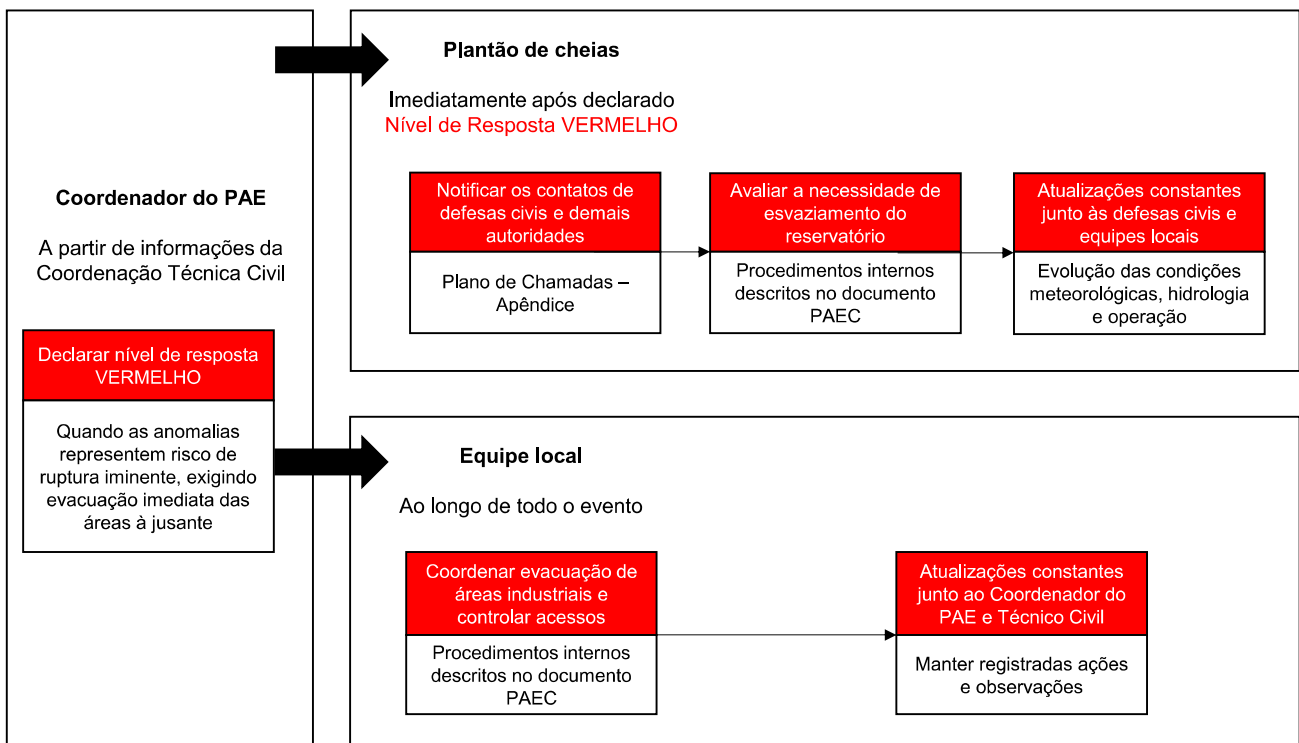 Coordenador do PAE
A partir de informações da
Coordenação Técnica Civil
Declarar nível de resposta
VERMELHO
Quando as anomalias
representem risco de
ruptura iminente, exigindo
evacuação imediata das
áreas à jusante
Plantão de cheias
Imediatamente após declarado
Nível de Resposta VERMELHO
Notificar os contatos de
defesas civis e demais
autoridades
Plano de Chamadas –
Apêndice
Avaliar a necessidade de
esvaziamento do
reservatório
Procedimentos internos
descritos no documento
PAEC
Atualizações constantes
junto às defesas civis e
equipes locais
Evolução das condições
meteorológicas, hidrologia
e operação
Equipe local
Ao longo de todo o evento
Coordenar evacuação de
áreas industriais e
controlar acessos
Procedimentos internos
descritos no documento
PAEC
Atualizações constantes
junto ao Coordenador do
PAE e Técnico Civil
Manter registradas ações
e observações